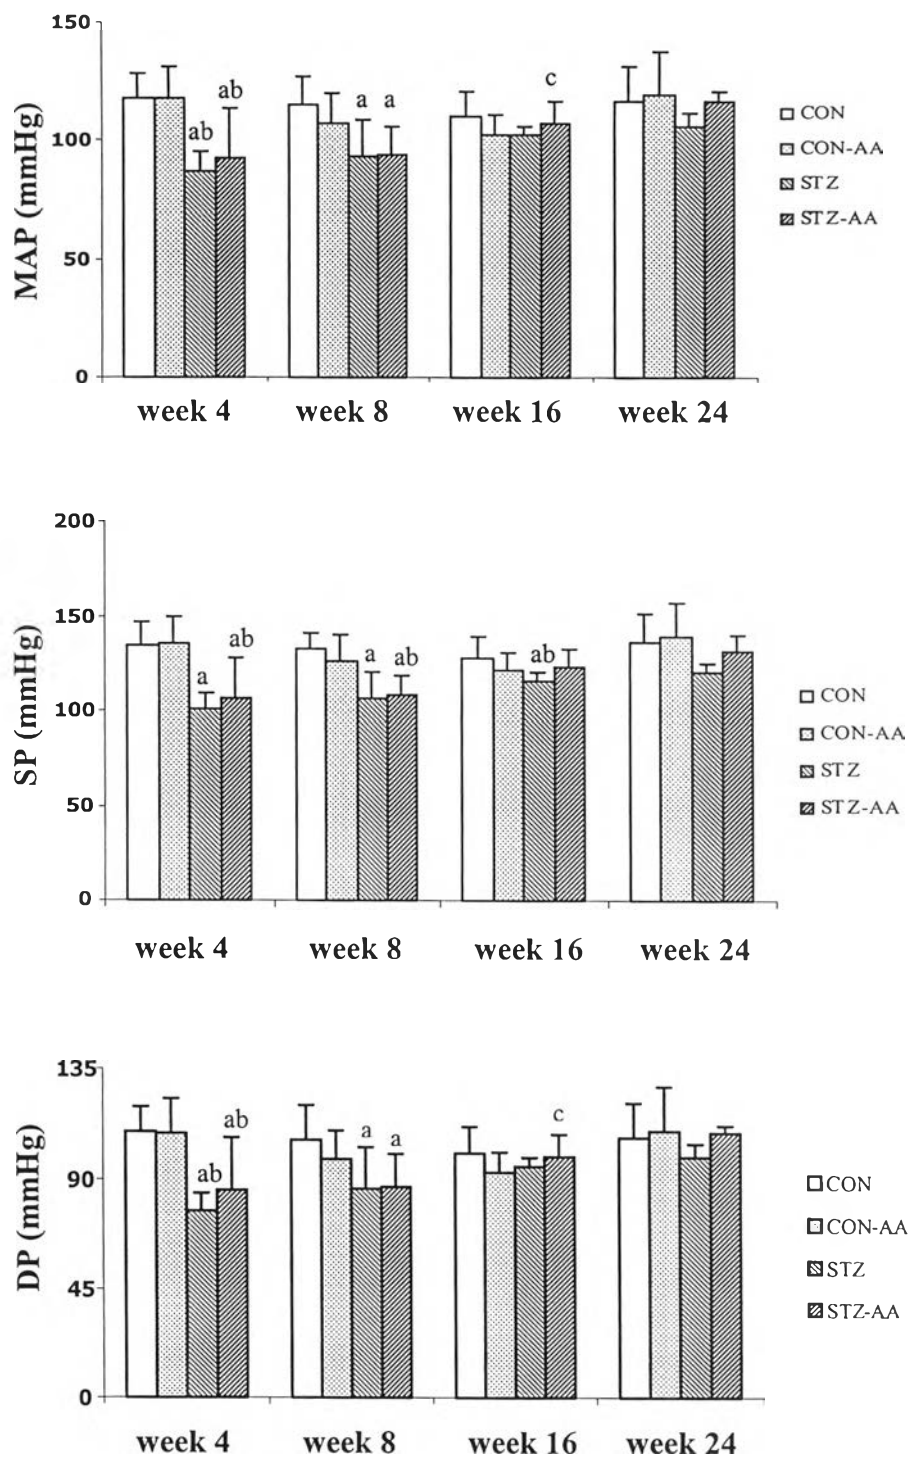 150
100
50
0
MAP (mmHg)
ab
ab
a
a
c
CON
CON-AA
STZ
STZ-AA
week 4
week 8
week 16
week 24
200
150
100
50
0
SP (mmHg)
a
ab
a
ab
ab
CON
CON-AA
STZ
STZ-AA
week 4
week 8
week 16
week 24
135
90
45
0
DP (mmHg)
ab
ab
a
a
c
CON
CON-AA
STZ
STZ-AA
week 4
week 8
week 16
week 24